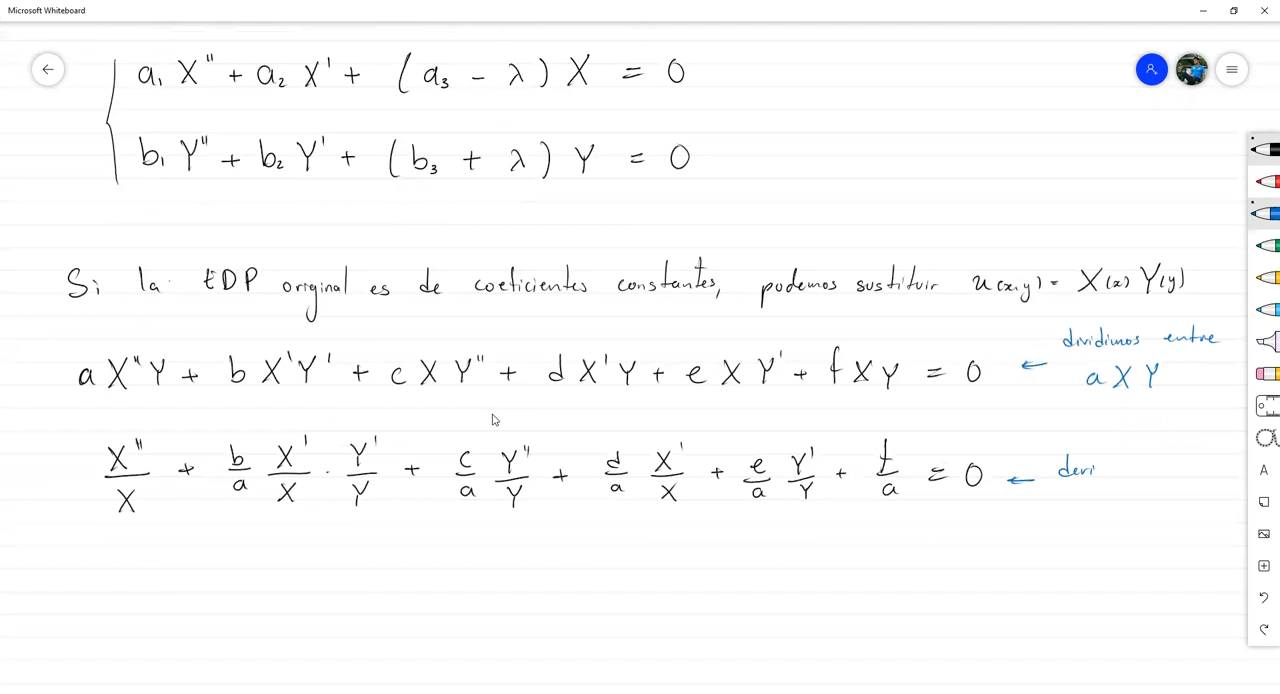 Microsoft Whiteboard
a₁ X" + a₂ X' + (a₃ - λ) X = 0
b₁ Y" + b₂ Y' + (b₃ + λ) Y = 0
Si la EDP original es de coeficientes constantes, podemos sustituir u(x,y) = X(x) Y(y)
dividimos entre
a X"Y + b X'Y' + c X Y" + d X'Y + e X Y' + f X Y = 0 ← a X Y
X"/X + b/a X'/X · Y'/Y + c/a Y"/Y + d/a X'/X + e/a Y'/Y + f/a = 0 ← deri
A